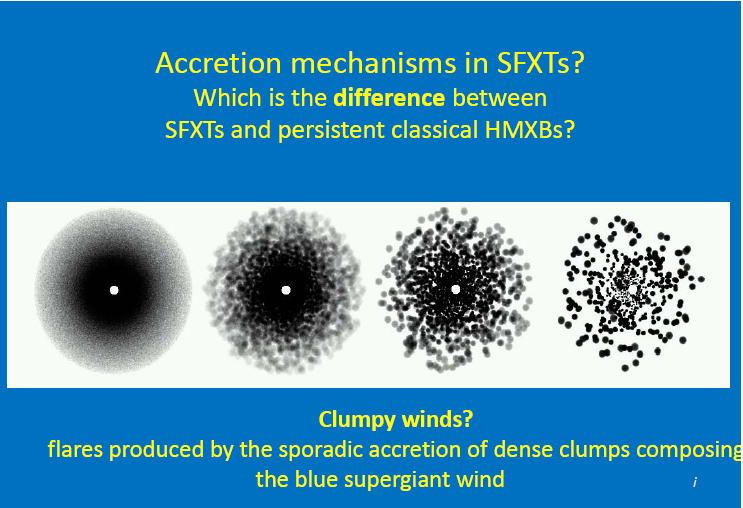 Accretion mechanisms in SFXTs?
Which is the difference between
SFXTs and persistent classical HMXBs?
Clumpy winds?
flares produced by the sporadic accretion of dense clumps composing
the blue supergiant wind
i